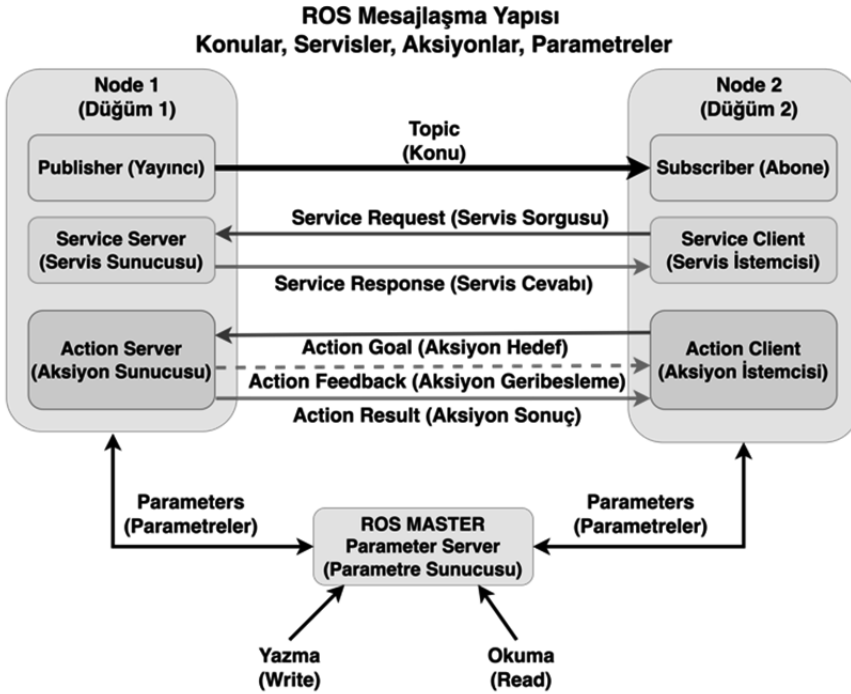 ROS Mesajlaşma Yapısı
Konular, Servisler, Aksiyonlar, Parametreler
Node 1
(Düğüm 1)
Node 2
(Düğüm 2)
Publisher (Yayıncı)
Topic
(Konu)
Subscriber (Abone)
Service Server
(Servis Sunucusu)
Service Request (Servis Sorgusu)
Service Response (Servis Cevabı)
Service Client
(Servis İstemcisi)
Action Server
(Aksiyon Sunucusu)
Action Goal (Aksiyon Hedef)
Action Feedback (Aksiyon Geribesleme)
Action Result (Aksiyon Sonuç)
Action Client
(Aksiyon İstemcisi)
Parameters
(Parametreler)
ROS MASTER
Parameter Server
(Parametre Sunucusu)
Parameters
(Parametreler)
Yazma
(Write)
Okuma
(Read)